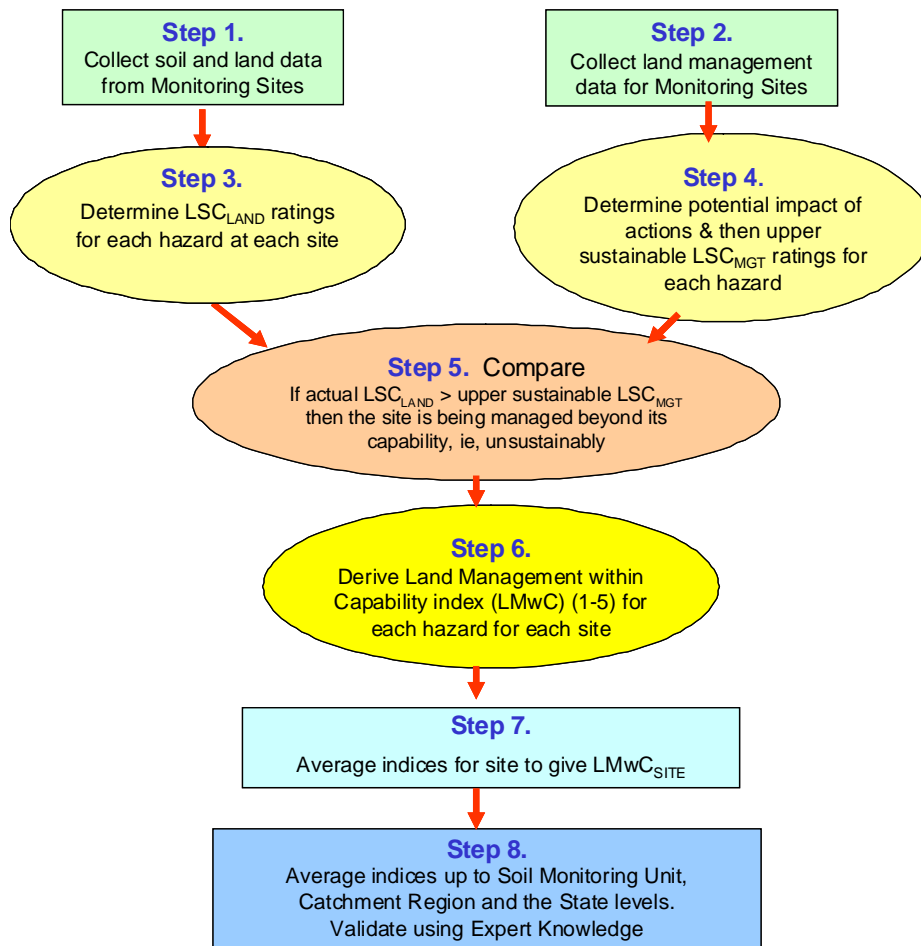 Step 1.
Collect soil and land data
from Monitoring Sites
Step 2.
Collect land management
data for Monitoring Sites
Step 3.
Determine LSC_LAND ratings
for each hazard at each site
Step 4.
Determine potential impact of
actions & then upper
sustainable LSC_MGT ratings for
each hazard
Step 5. Compare
If actual LSC_LAND > upper sustainable LSC_MGT
then the site is being managed beyond its
capability, ie, unsustainably
Step 6.
Derive Land Management within
Capability index (LMwC) (1-5) for
each hazard for each site
Step 7.
Average indices for site to give LMwC_SITE
Step 8.
Average indices up to Soil Monitoring Unit,
Catchment Region and the State levels.
Validate using Expert Knowledge